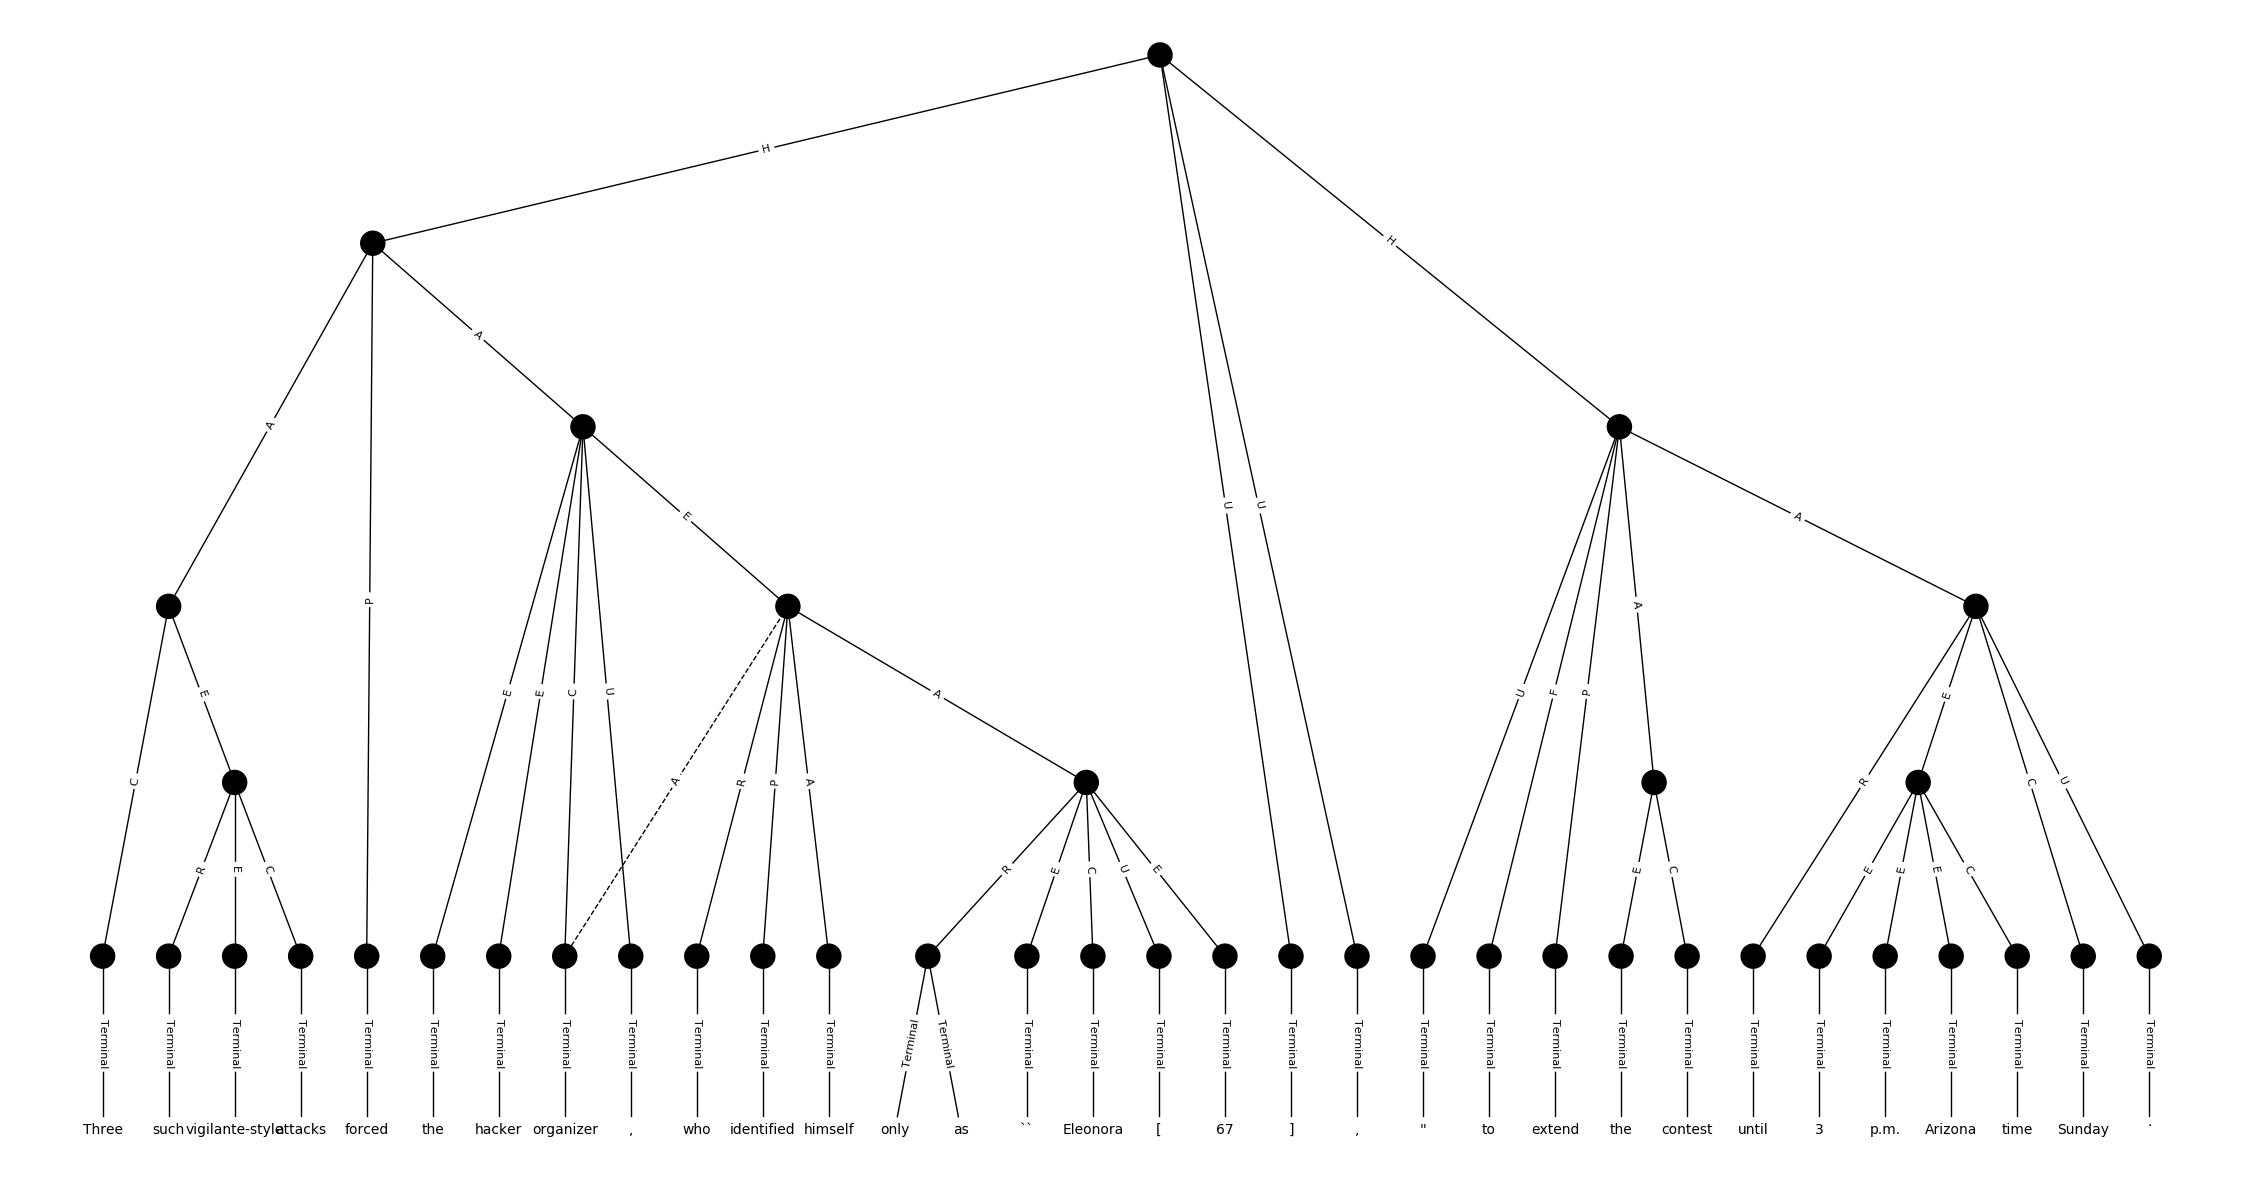 H
H
A
A
A
E
A
U
U
P
E
E
E
C
U
A
U
F
P
E
C
A
R
P
A
R
C
U
R
E
C
R
E
C
U
E
E
C
E
E
E
C
Terminal Terminal Terminal Terminal Terminal Terminal Terminal Terminal Terminal Terminal Terminal Terminal Terminal Terminal Terminal Terminal Terminal Terminal Terminal Terminal Terminal Terminal Terminal Terminal Terminal Terminal Terminal Terminal Terminal Terminal Terminal Terminal
Three such vigilante-style attacks forced the hacker organizer , who identified himself only as `` Eleonora [ 67 ] , " to extend the contest until 3 p.m. Arizona time Sunday .